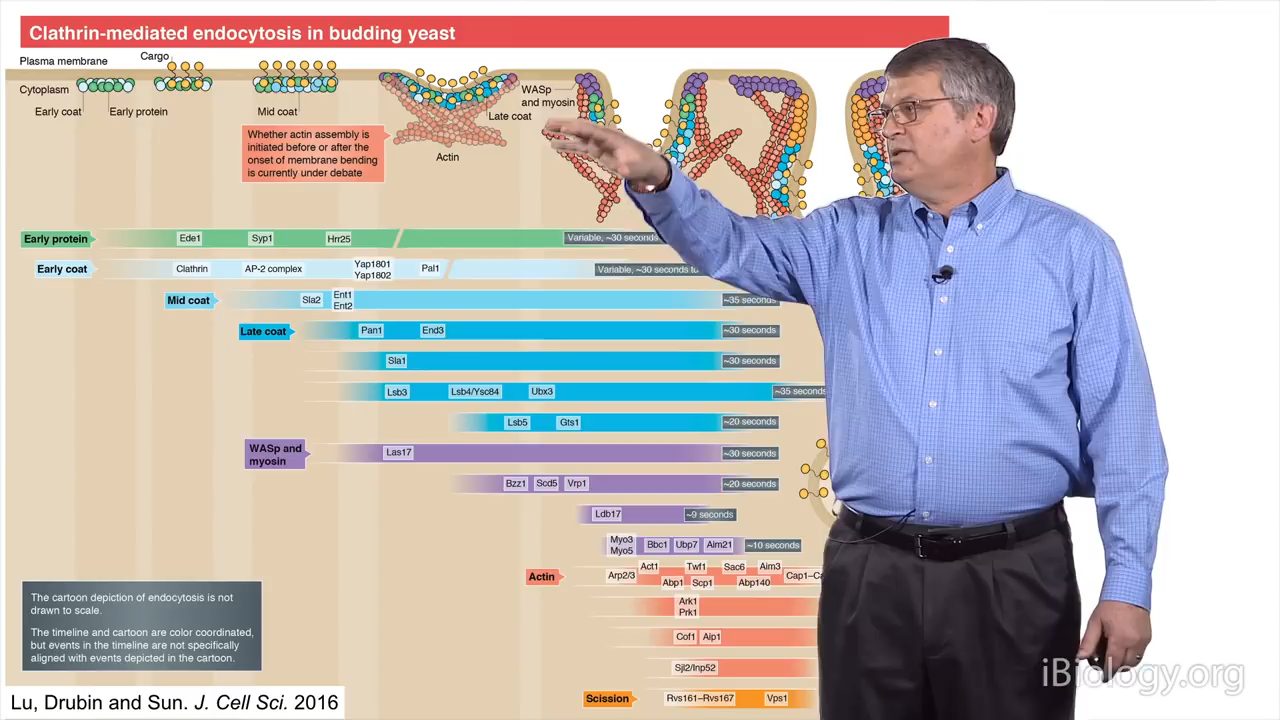 Clathrin-mediated endocytosis in budding yeast
Plasma membrane
Cargo
Cytoplasm
Early coat
Early protein
Mid coat
Late coat
WASp
and myosin
Actin
Whether actin assembly is
initiated before or after the
onset of membrane bending
is currently under debate
Early protein
Ede1
Syp1
Hrr25
Variable, ~30 seconds
Early coat
Clathrin
AP-2 complex
Yap1801
Yap1802
Pal1
Variable, ~30 seconds to
Mid coat
Sla2
Ent1
Ent2
~35 seconds
Late coat
Pan1
End3
~30 seconds
Sla1
~30 seconds
Lsb3
Lsb4/Ysc84
Ubx3
~35 seconds
Lsb5
Gts1
~20 seconds
WASp and
myosin
Las17
~30 seconds
Bzz1
Scd5
Vrp1
~20 seconds
Ldb17
~9 seconds
Myo3
Myo5
Bbc1
Ubp7
Aim21
~10 seconds
Actin
Arp2/3
Act1
Twf1
Sac6
Aim3
Abp1
Scp1
Abp140
Cap1–Ca
Ark1
Prk1
Cof1
Aip1
Sjl2/Inp52
Scission
Rvs161–Rvs167
Vps1
The cartoon depiction of endocytosis is not
drawn to scale.
The timeline and cartoon are color coordinated,
but events in the timeline are not specifically
aligned with events depicted in the cartoon.
Lu, Drubin and Sun. J. Cell Sci. 2016
iBiology.org